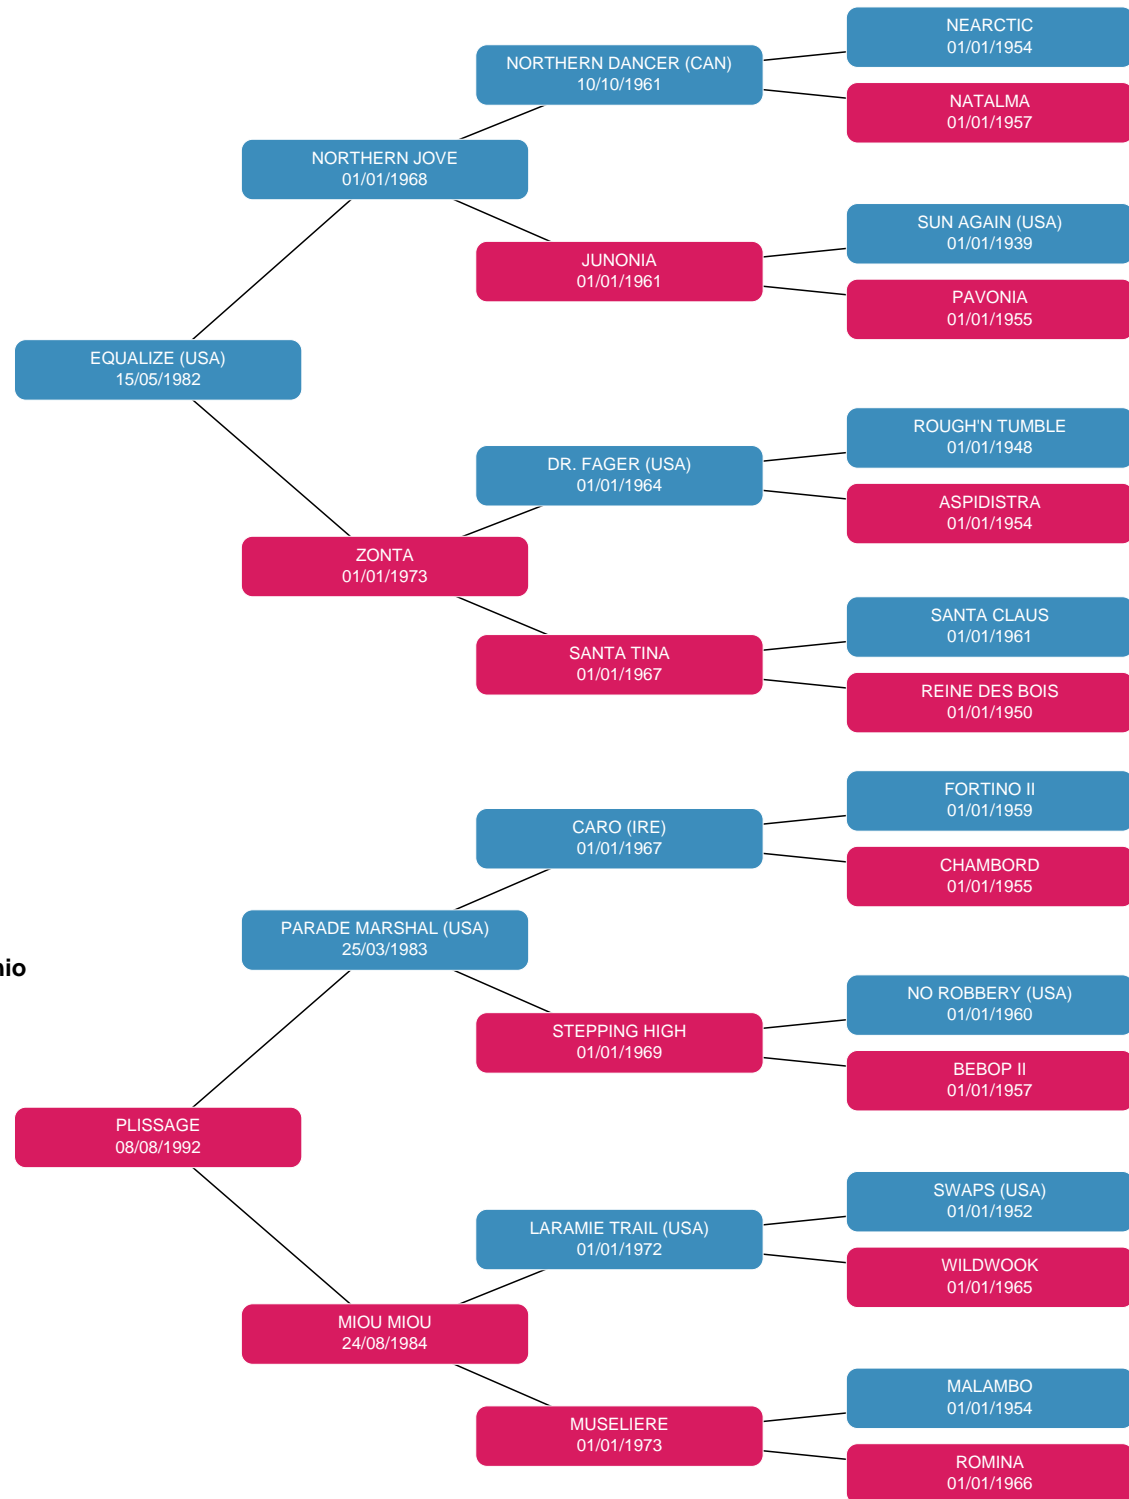 NEARCTIC
01/01/1954
NORTHERN DANCER (CAN)
10/10/1961
NATALMA
01/01/1957
NORTHERN JOVE
01/01/1968
SUN AGAIN (USA)
01/01/1939
JUNONIA
01/01/1961
PAVONIA
01/01/1955
EQUALIZE (USA)
15/05/1982
ROUGH'N TUMBLE
01/01/1948
DR. FAGER (USA)
01/01/1964
ASPIDISTRA
01/01/1954
ZONTA
01/01/1973
SANTA CLAUS
01/01/1961
SANTA TINA
01/01/1967
REINE DES BOIS
01/01/1950
FORTINO II
01/01/1959
CARO (IRE)
01/01/1967
CHAMBORD
01/01/1955
PARADE MARSHAL (USA)
25/03/1983
nio
NO ROBBERY (USA)
01/01/1960
STEPPING HIGH
01/01/1969
BEBOP II
01/01/1957
PLISSAGE
08/08/1992
SWAPS (USA)
01/01/1952
LARAMIE TRAIL (USA)
01/01/1972
WILDWOOK
01/01/1965
MIOU MIOU
24/08/1984
MALAMBO
01/01/1954
MUSELIERE
01/01/1973
ROMINA
01/01/1966